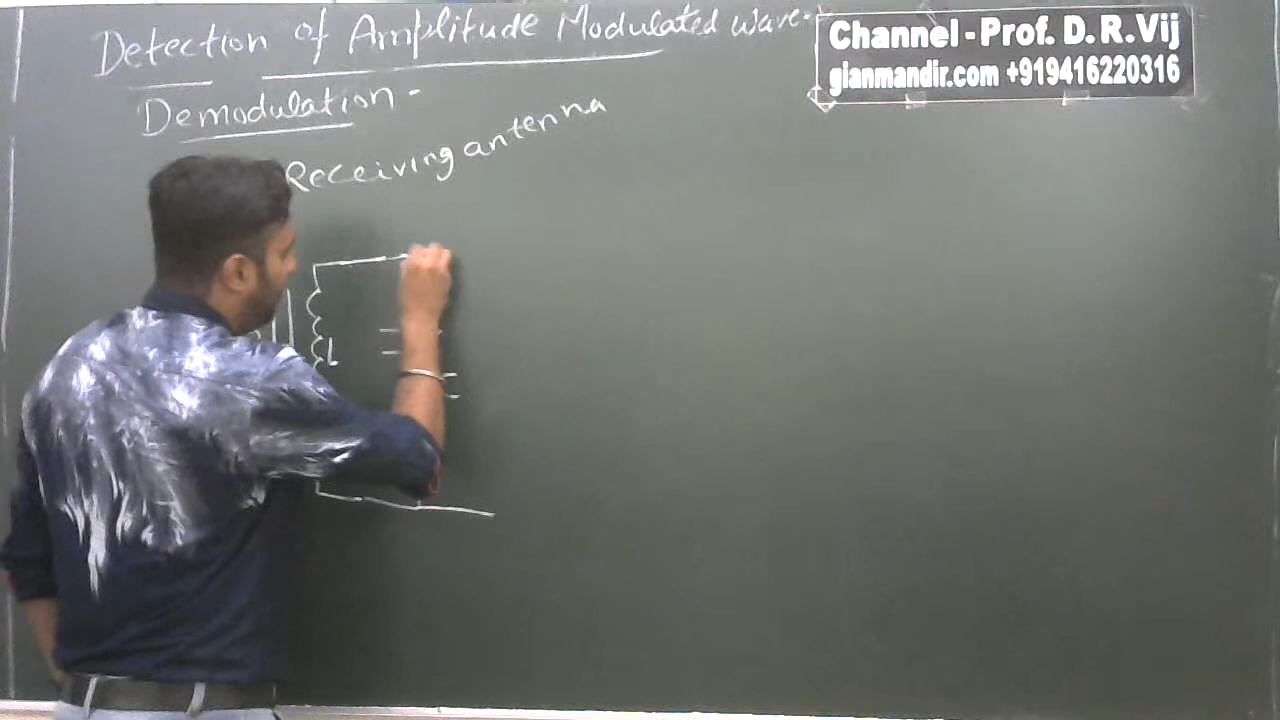 Detection of Amplitude Modulated wave-
Channel - Prof. D. R. Vij
gianmandir.com +919416220316
Demodulation -
Receiving antenna
L